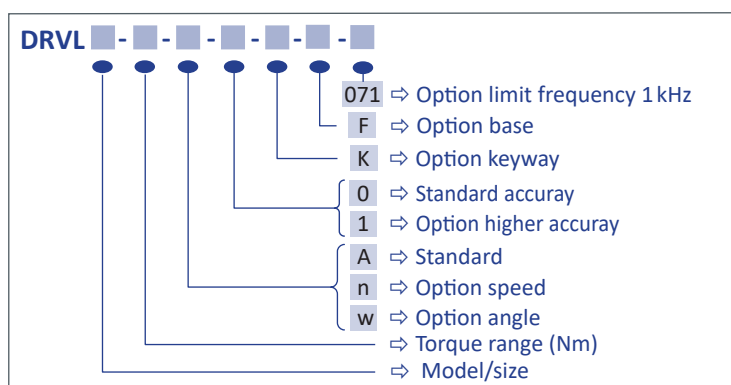 DRVL - - - - - -
071 ⇨ Option limit frequency 1 kHz
F ⇨ Option base
K ⇨ Option keyway
0 ⇨ Standard accuray
1 ⇨ Option higher accuray
A ⇨ Standard
n ⇨ Option speed
w ⇨ Option angle
⇨ Torque range (Nm)
⇨ Model/size